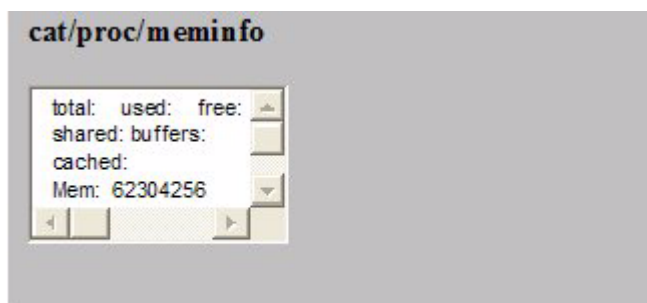 cat/proc/meminfo
total: used: free:
shared: buffers:
cached:
Mem: 62304256